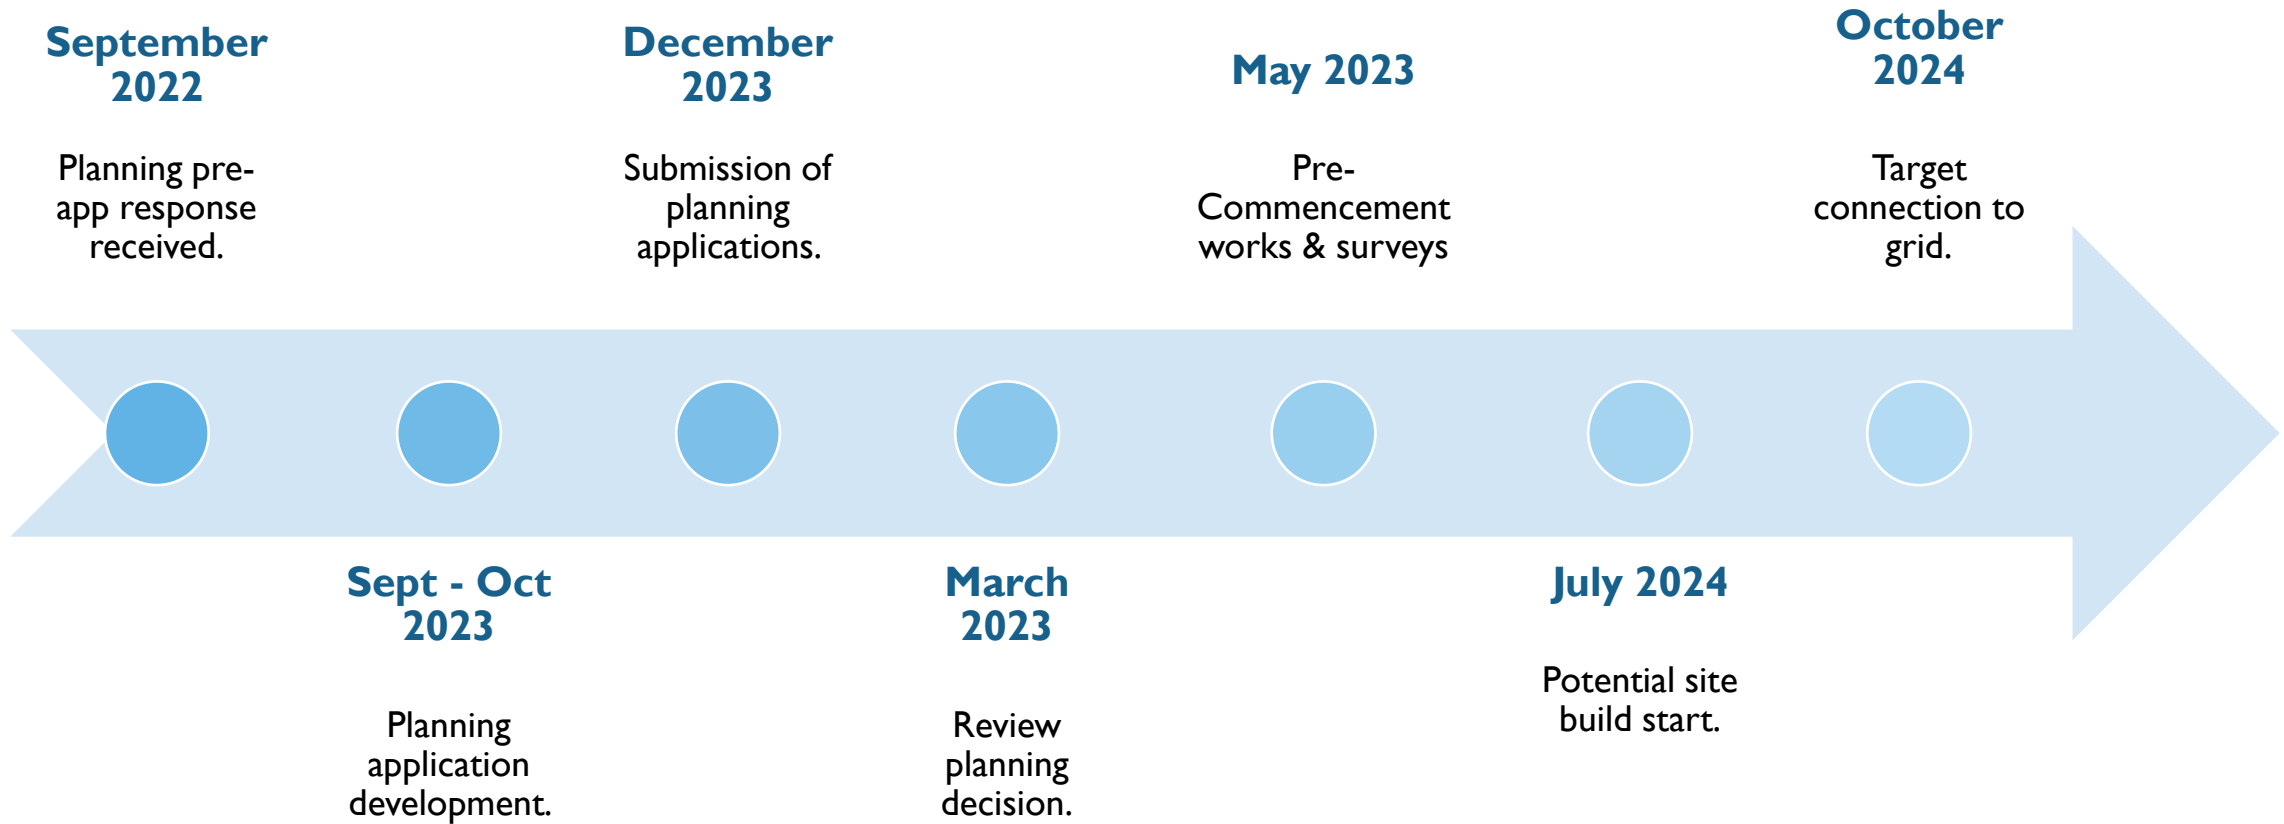 September
2022
Planning pre-
app response
received.
Sept - Oct
2023
Planning
application
development.
December
2023
Submission of
planning
applications.
March
2023
Review
planning
decision.
May 2023
Pre-
Commencement
works & surveys
July 2024
Potential site
build start.
October
2024
Target
connection to
grid.